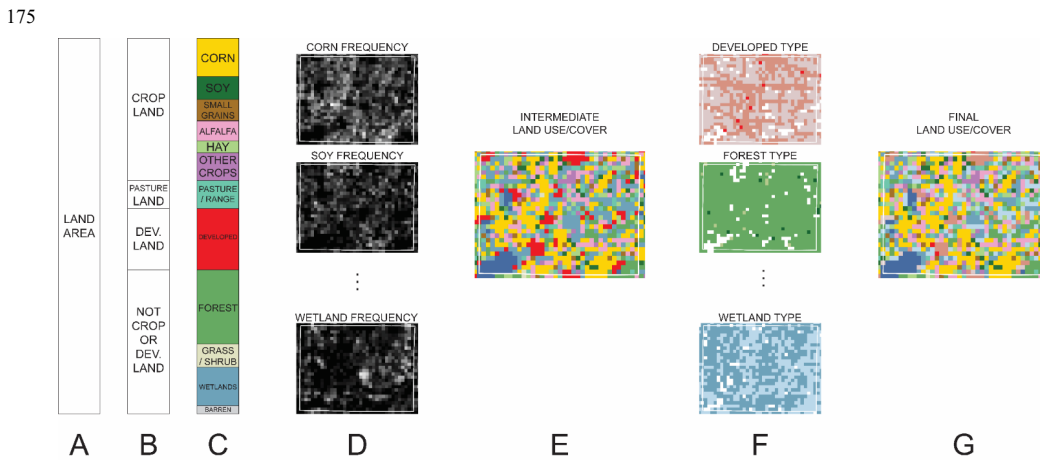 175
LAND
AREA
CROP
LAND
PASTURE
LAND
DEV.
LAND
NOT
CROP
OR
DEV.
LAND
CORN
SOY
SMALL
GRAINS
ALFALFA
HAY
OTHER
CROPS
PASTURE
/ RANGE
DEVELOPED
FOREST
GRASS
/ SHRUB
WETLANDS
BARREN
CORN FREQUENCY
SOY FREQUENCY
WETLAND FREQUENCY
INTERMEDIATE
LAND USE/COVER
DEVELOPED TYPE
FOREST TYPE
WETLAND TYPE
FINAL
LAND USE/COVER
A B C D E F G